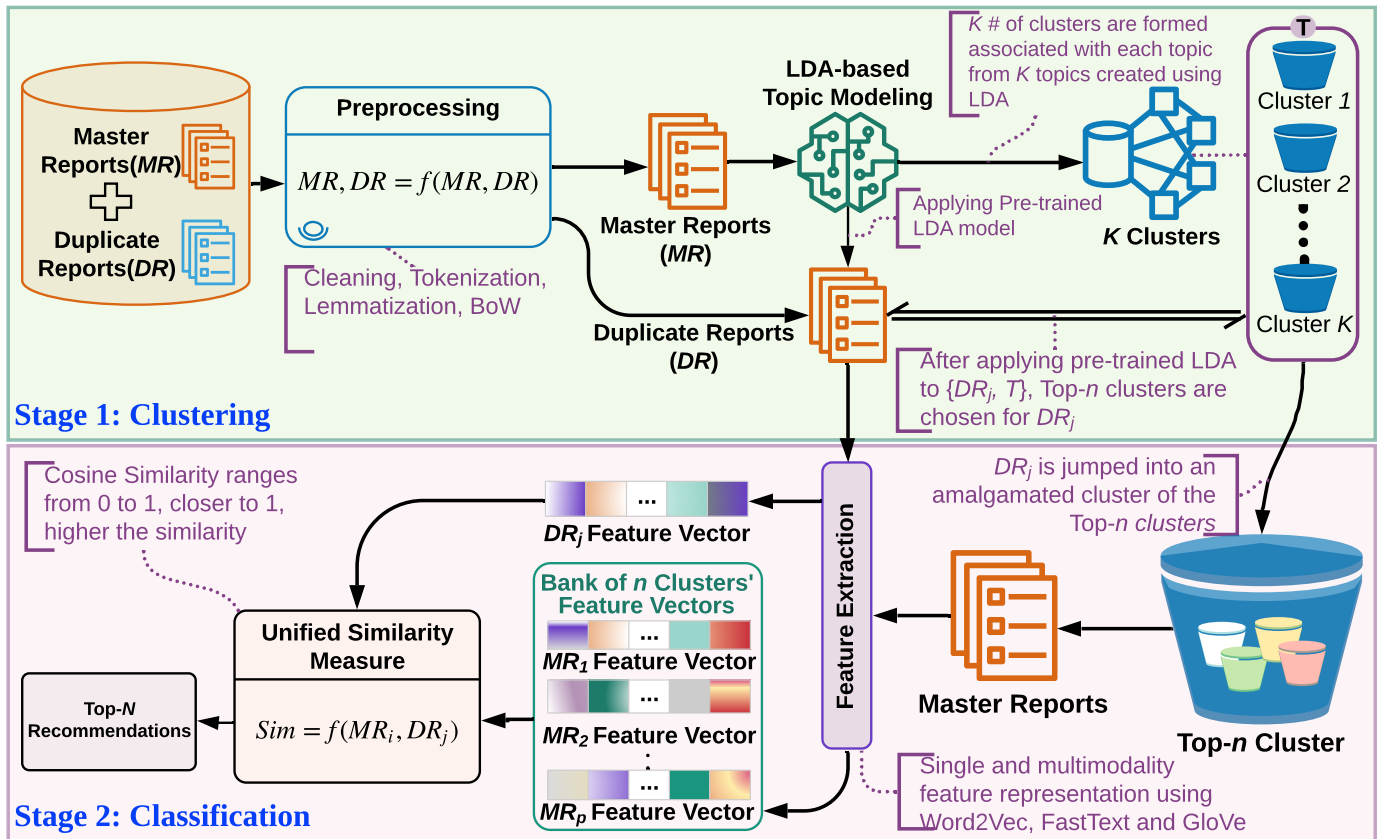 Master
Reports(MR)
Duplicate
Reports(DR)
Preprocessing
MR, DR = f(MR, DR)
Cleaning, Tokenization,
Lemmatization, BoW
Master Reports
(MR)
LDA-based
Topic Modeling
K # of clusters are formed
associated with each topic
from K topics created using
LDA
Applying Pre-trained
LDA model
K Clusters
T
Cluster 1
Cluster 2
Cluster K
Duplicate Reports
(DR)
After applying pre-trained LDA
to {DRj, T}, Top-n clusters are
chosen for DRj
Stage 1: Clustering
Cosine Similarity ranges
from 0 to 1, closer to 1,
higher the similarity
...
DRj Feature Vector
Feature Extraction
DRj is jumped into an
amalgamated cluster of the
Top-n clusters
Bank of n Clusters'
Feature Vectors
...
MR1 Feature Vector
...
MR2 Feature Vector
...
MRp Feature Vector
Unified Similarity
Measure
Sim = f(MRi, DRj)
Top-N
Recommendations
Master Reports
Top-n Cluster
Single and multimodality
feature representation using
Word2Vec, FastText and GloVe
Stage 2: Classification